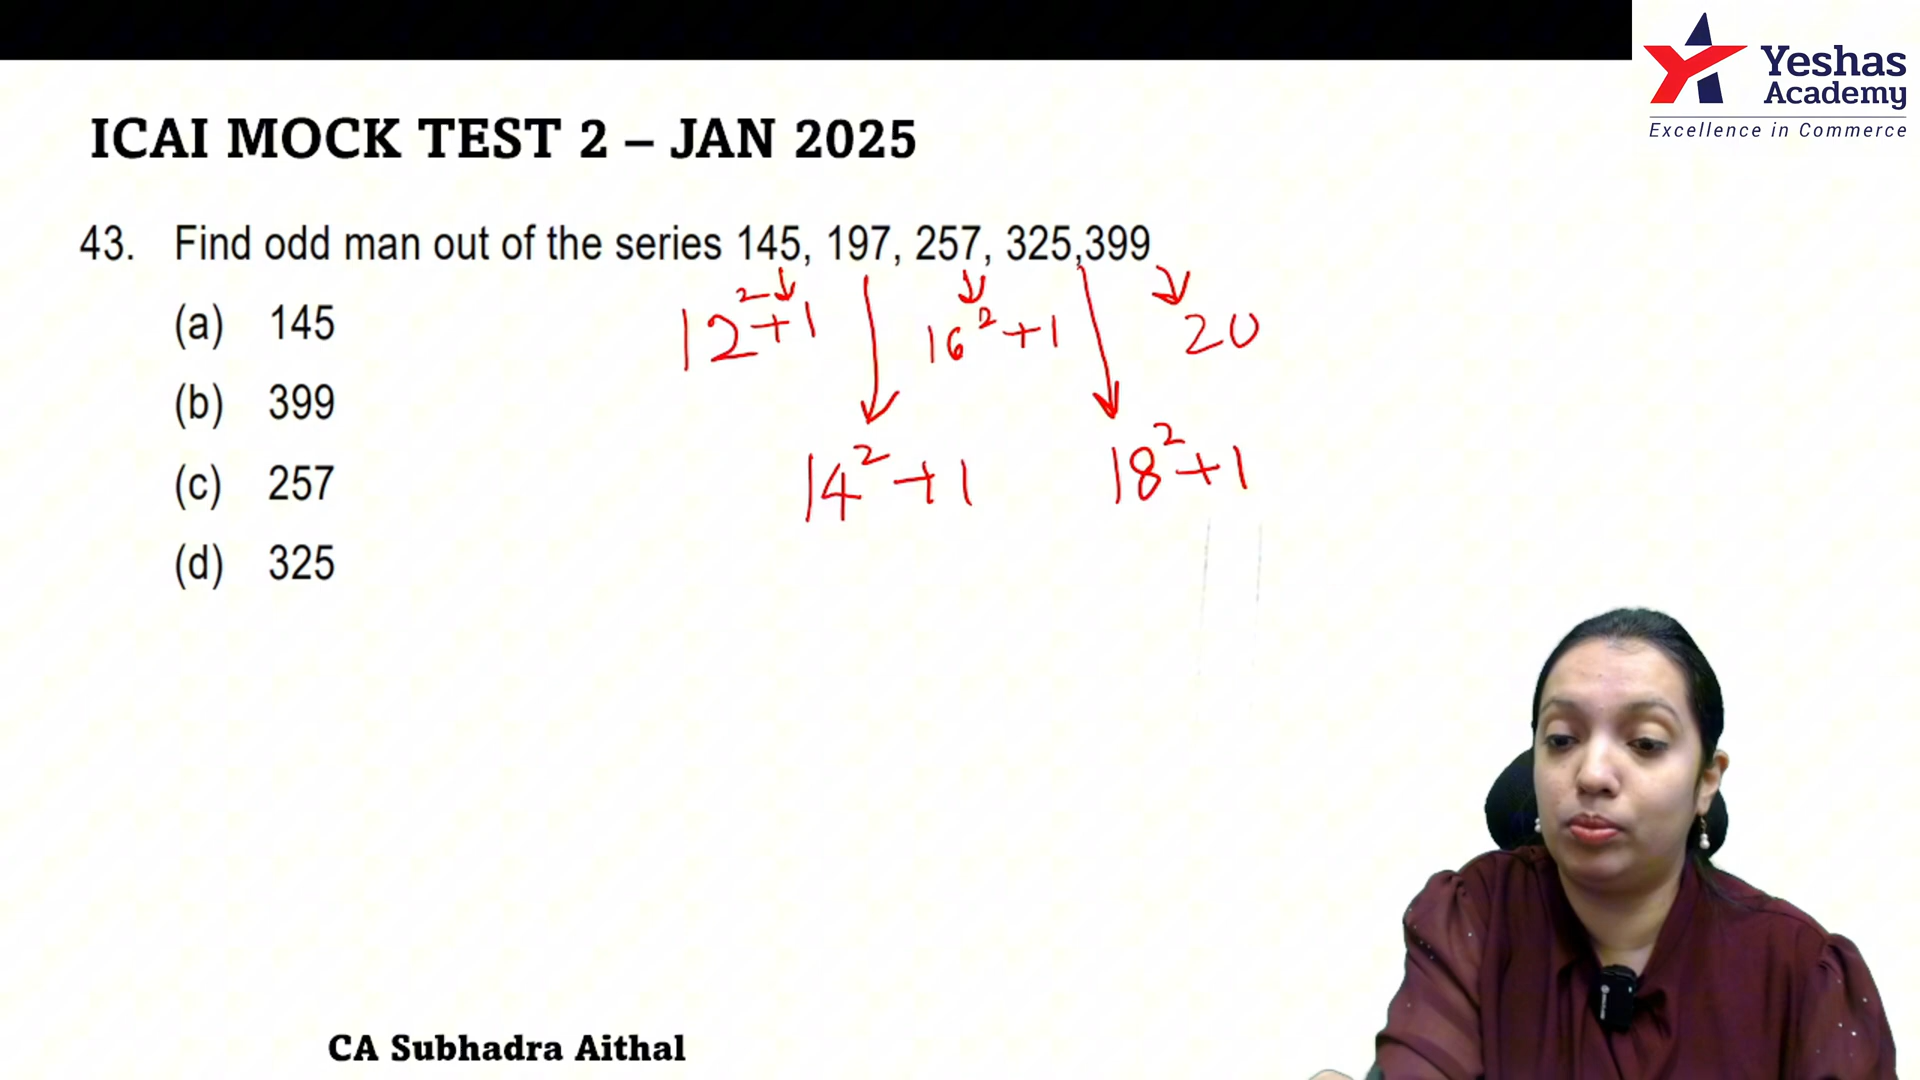 Yeshas
Academy
Excellence in Commerce
ICAI MOCK TEST 2 – JAN 2025
43. Find odd man out of the series 145, 197, 257, 325,399
(a) 145
(b) 399
(c) 257
(d) 325
12²+1
16²+1
20
14²+1
18²+1
CA Subhadra Aithal